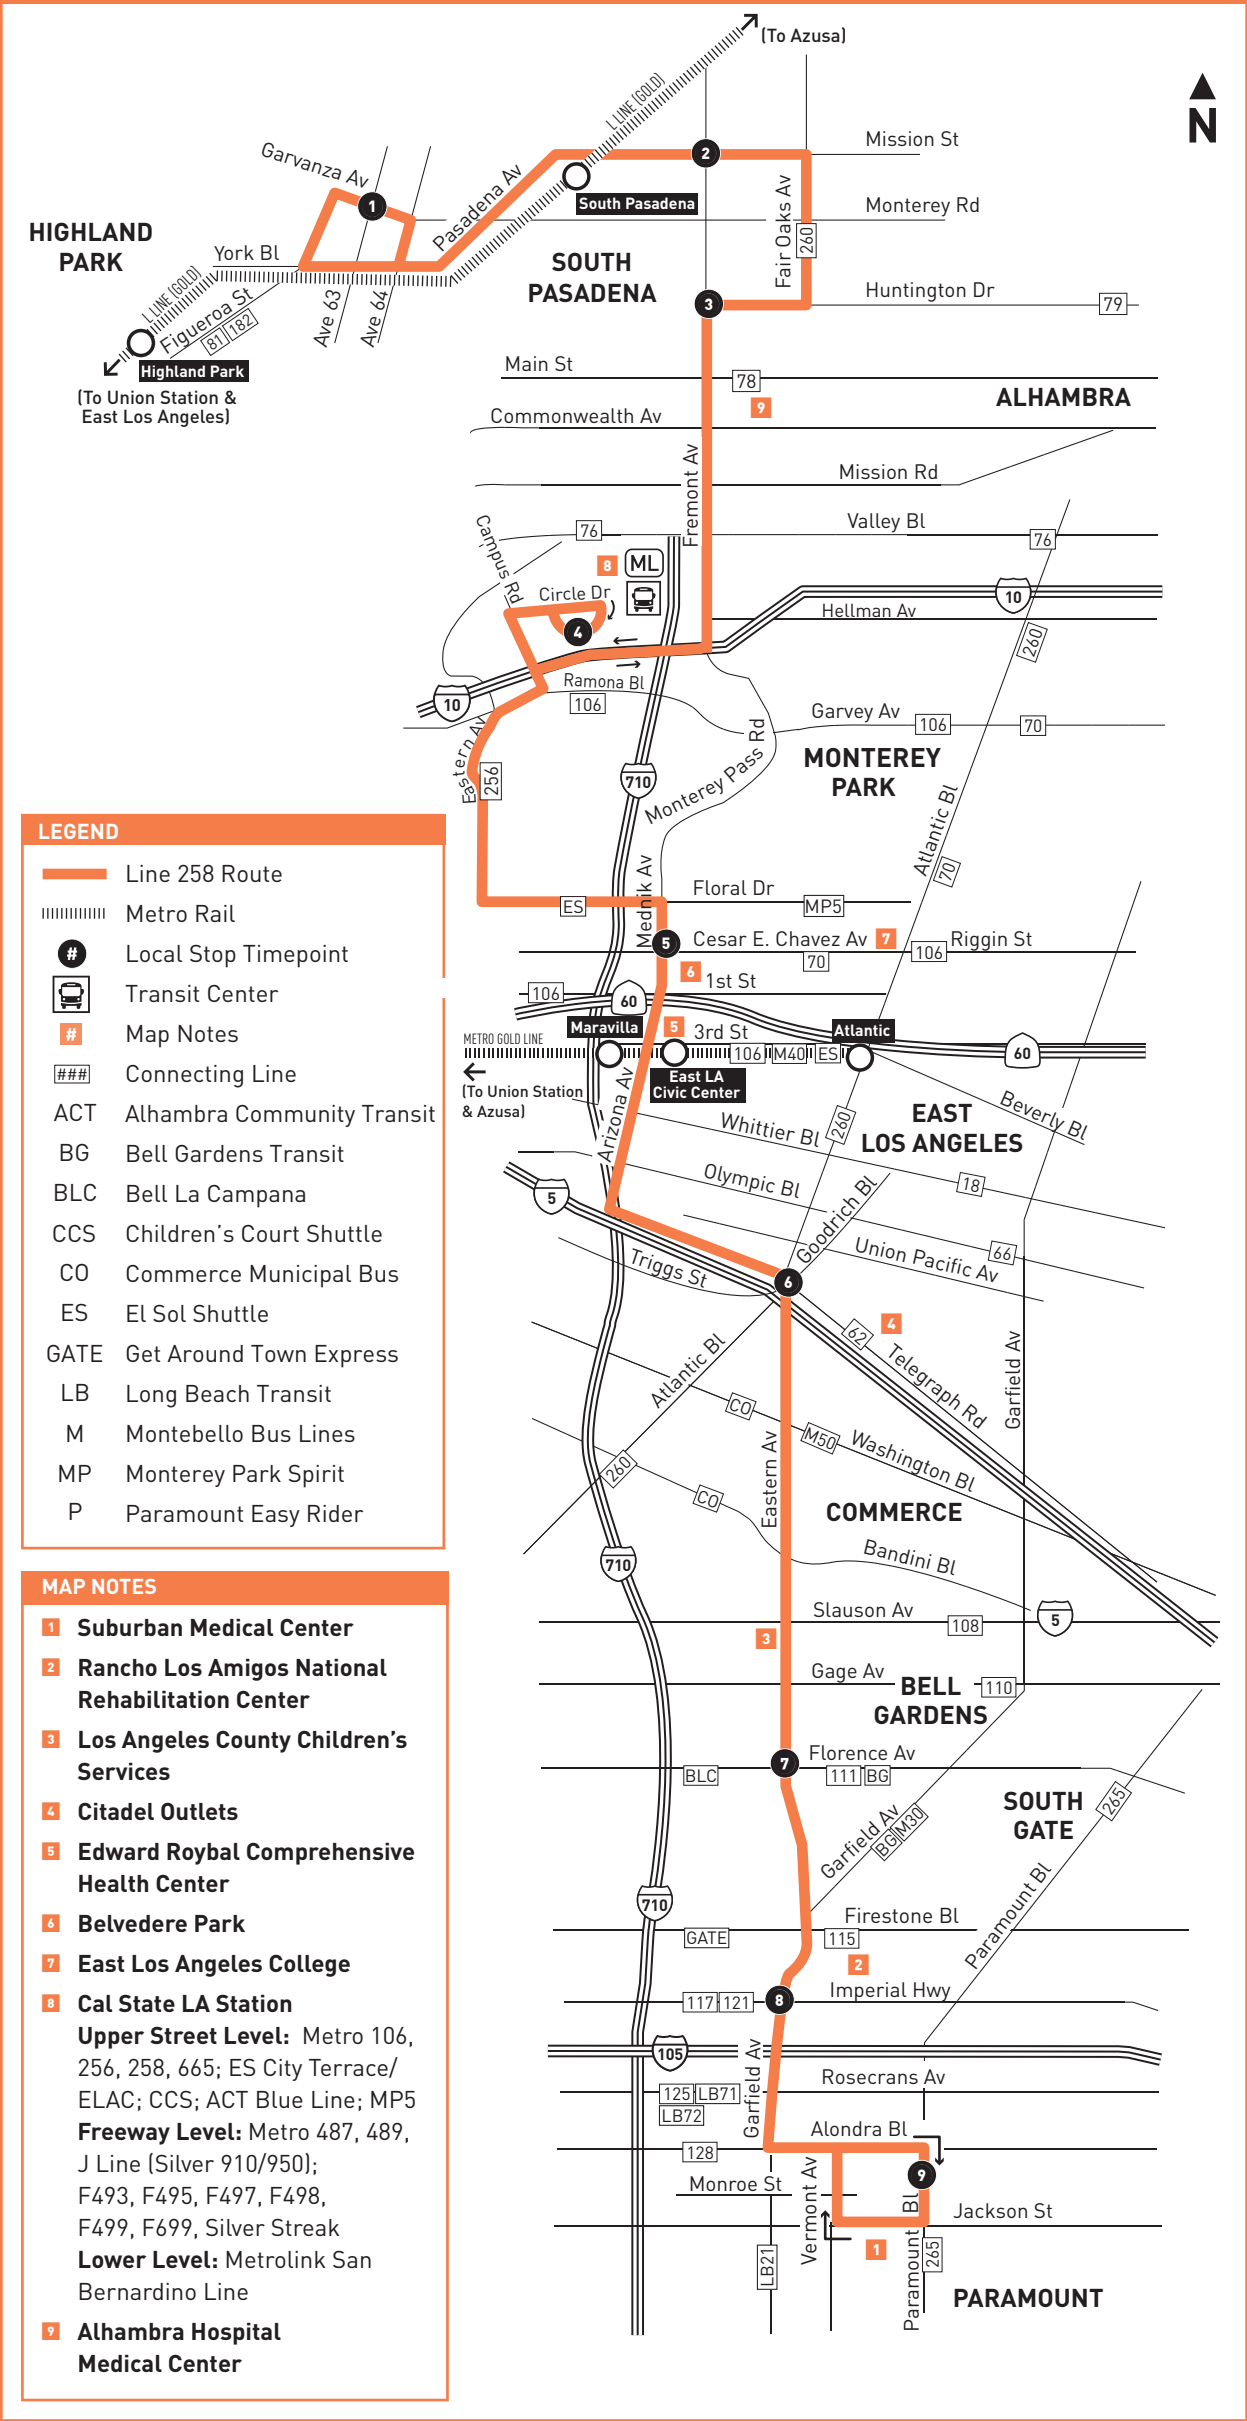 (To Azusa)
L LINE (GOLD)
N
Garvanza Av
Pasadena Av
2
Mission St
1
South Pasadena
Fair Oaks Av
260
Monterey Rd
HIGHLAND
PARK
York Bl
SOUTH
PASADENA
L LINE (GOLD)
Figueroa St
81
182
Ave 63
Ave 64
3
Huntington Dr
79
Highland Park
(To Union Station &
East Los Angeles)
Main St
78
9
ALHAMBRA
Commonwealth Av
Fremont Av
Mission Rd
Campus Rd
76
Valley Bl
76
8
ML
Circle Dr
4
10
Hellman Av
260
Ramona Bl
106
10
Garvey Av
106
70
Eastern Av
256
710
Monterey Pass Rd
MONTEREY
PARK
Atlantic Bl
70
Mednik Av
Floral Dr
ES
MP5
5
Cesar E. Chavez Av
7
70
106
Riggin St
6
1st St
106
60
Maravilla
5
3rd St
Atlantic
METRO GOLD LINE
106
M40
ES
60
East LA
Civic Center
(To Union Station
& Azusa)
Arizona Av
Whittier Bl
260
EAST
LOS ANGELES
Beverly Bl
Olympic Bl
18
5
Goodrich Bl
Union Pacific Av
66
Triggs St
6
62
4
Telegraph Rd
Atlantic Bl
Garfield Av
CO
M50
Washington Bl
260
CO
Eastern Av
COMMERCE
Bandini Bl
710
Slauson Av
108
5
3
Gage Av
BELL
GARDENS
110
7
Florence Av
BLC
111
BG
SOUTH
GATE
265
Garfield Av
BG
M30
710
Paramount Bl
Firestone Bl
GATE
115
2
Imperial Hwy
117
121
8
105
Garfield Av
Rosecrans Av
125
LB71
LB72
Alondra Bl
128
9
Monroe St
Vermont Av
Jackson St
1
LB21
Paramount Bl
265
PARAMOUNT
LEGEND
Line 258 Route
Metro Rail
# Local Stop Timepoint
Transit Center
# Map Notes
### Connecting Line
ACT Alhambra Community Transit
BG Bell Gardens Transit
BLC Bell La Campana
CCS Children’s Court Shuttle
CO Commerce Municipal Bus
ES El Sol Shuttle
GATE Get Around Town Express
LB Long Beach Transit
M Montebello Bus Lines
MP Monterey Park Spirit
P Paramount Easy Rider
MAP NOTES
1 Suburban Medical Center
2 Rancho Los Amigos National
Rehabilitation Center
3 Los Angeles County Children’s
Services
4 Citadel Outlets
5 Edward Roybal Comprehensive
Health Center
6 Belvedere Park
7 East Los Angeles College
8 Cal State LA Station
Upper Street Level: Metro 106,
256, 258, 665; ES City Terrace/
ELAC; CCS; ACT Blue Line; MP5
Freeway Level: Metro 487, 489,
J Line (Silver 910/950);
F493, F495, F497, F498,
F499, F699, Silver Streak
Lower Level: Metrolink San
Bernardino Line
9 Alhambra Hospital
Medical Center